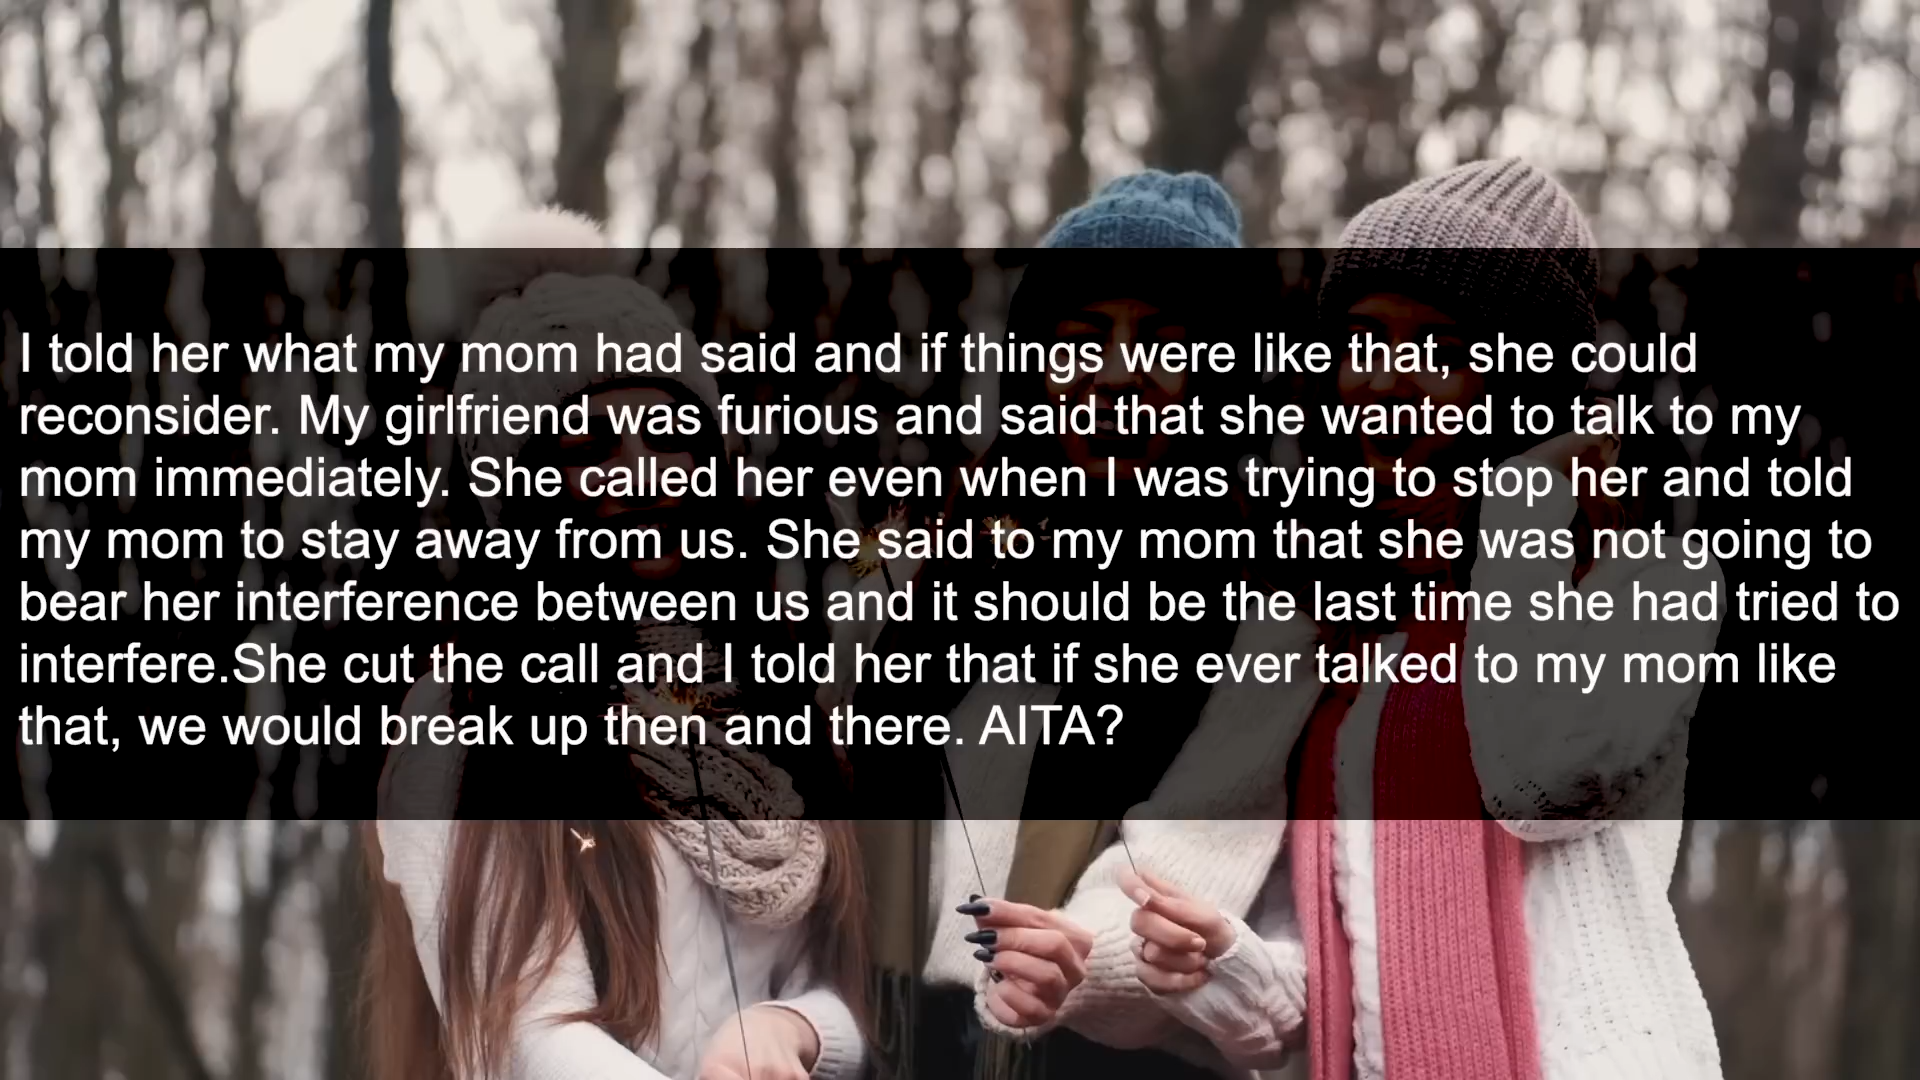 I told her what my mom had said and if things were like that, she could
reconsider. My girlfriend was furious and said that she wanted to talk to my
mom immediately. She called her even when I was trying to stop her and told
my mom to stay away from us. She said to my mom that she was not going to
bear her interference between us and it should be the last time she had tried to
interfere.She cut the call and I told her that if she ever talked to my mom like
that, we would break up then and there. AITA?